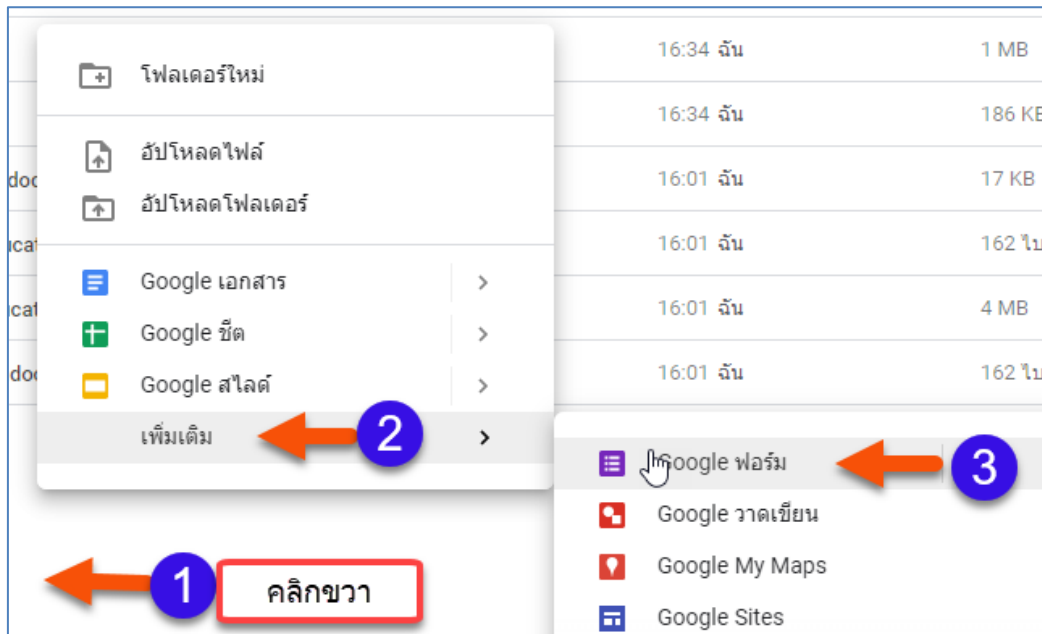 โฟลเดอร์ใหม่
16:34 ฉัน 1 MB
16:34 ฉัน 186 KB
อัปโหลดไฟล์
16:01 ฉัน 17 KB
อัปโหลดโฟลเดอร์
16:01 ฉัน 162
Google เอกสาร
16:01 ฉัน 4 MB
Google ชีต
Google สไลด์
16:01 ฉัน 162
เพิ่มเติม
2
Google ฟอร์ม
3
Google วาดเขียน
Google My Maps
1
คลิกขวา
Google Sites